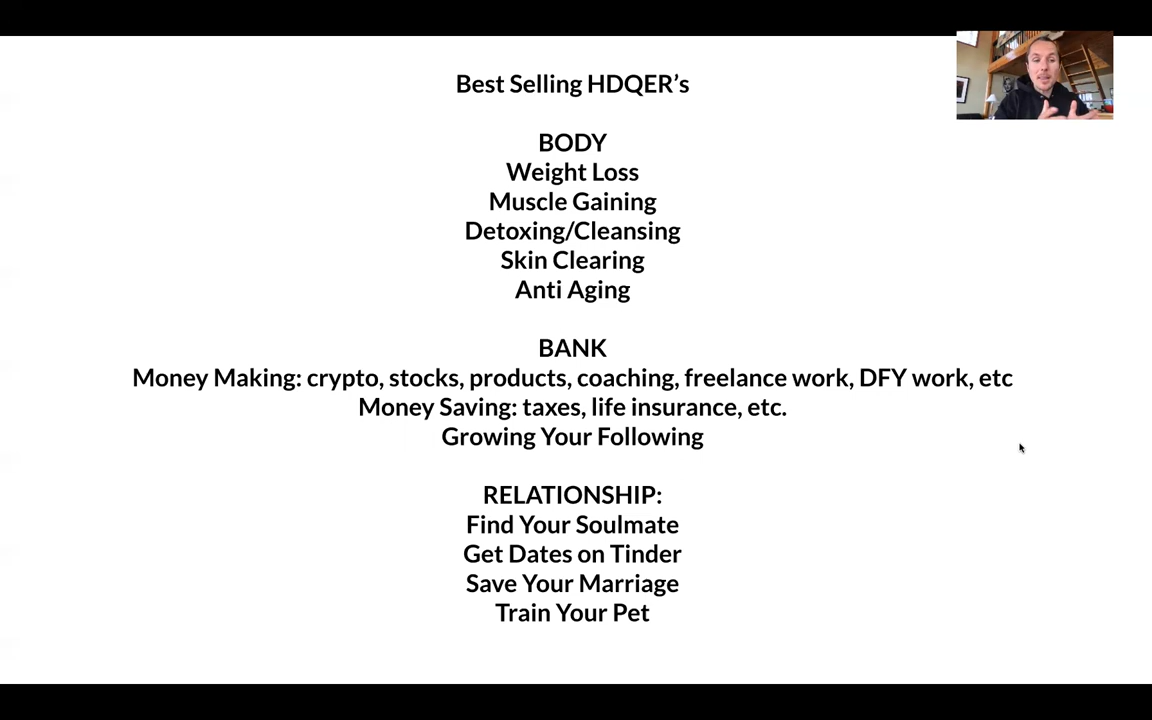 Best Selling HDQER’s
BODY
Weight Loss
Muscle Gaining
Detoxing/Cleansing
Skin Clearing
Anti Aging
BANK
Money Making: crypto, stocks, products, coaching, freelance work, DFY work, etc
Money Saving: taxes, life insurance, etc.
Growing Your Following
RELATIONSHIP:
Find Your Soulmate
Get Dates on Tinder
Save Your Marriage
Train Your Pet